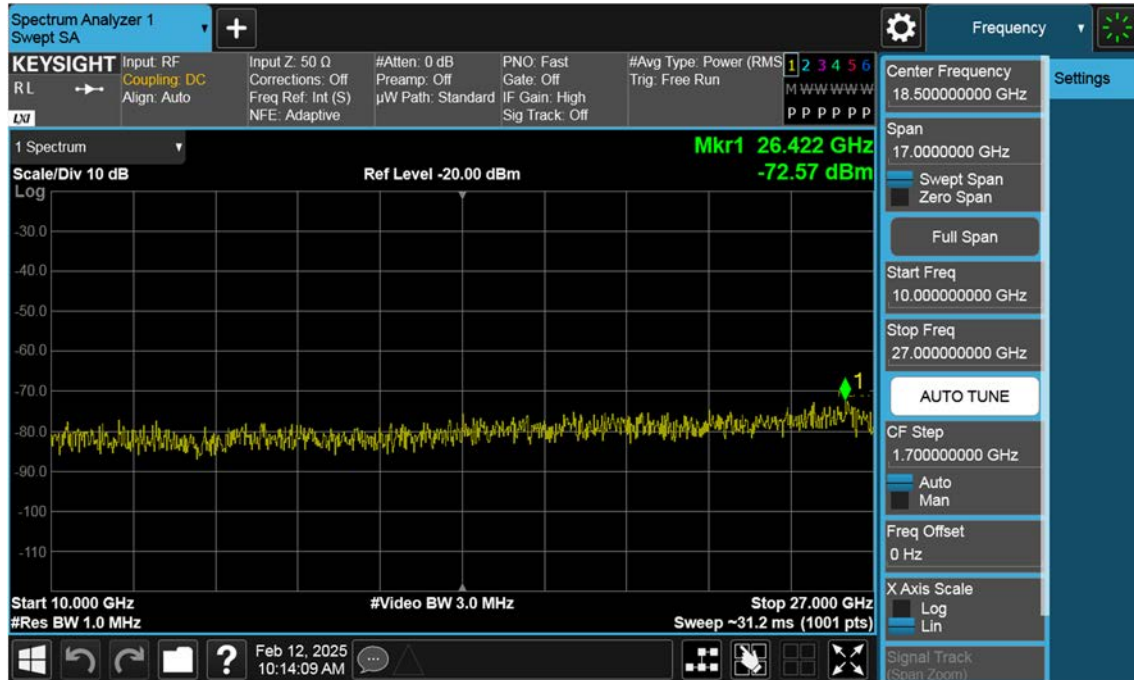 Spectrum Analyzer 1
Swept SA
Frequency
KEYSIGHT
R L
LXI
Input: RF
Coupling: DC
Align: Auto
Input Z: 50 Ω
Corrections: Off
Freq Ref: Int (S)
NFE: Adaptive
#Atten: 0 dB
Preamp: Off
µW Path: Standard
PNO: Fast
Gate: Off
IF Gain: High
Sig Track: Off
#Avg Type: Power (RMS
Trig: Free Run
1 2 3 4 5 6
M W W W W W
P P P P P P
1 Spectrum
Mkr1 26.422 GHz
-72.57 dBm
Scale/Div 10 dB
Ref Level -20.00 dBm
Log
-30.0
-40.0
-50.0
-60.0
-70.0
-80.0
-90.0
-100
-110
1
Start 10.000 GHz
#Video BW 3.0 MHz
Stop 27.000 GHz
#Res BW 1.0 MHz
Sweep ~31.2 ms (1001 pts)
Feb 12, 2025
10:14:09 AM
?
Center Frequency
18.500000000 GHz
Settings
Span
17.0000000 GHz
Swept Span
Zero Span
Full Span
Start Freq
10.000000000 GHz
Stop Freq
27.000000000 GHz
AUTO TUNE
CF Step
1.700000000 GHz
Auto
Man
Freq Offset
0 Hz
X Axis Scale
Log
Lin
Signal Track
(Span Zoom)